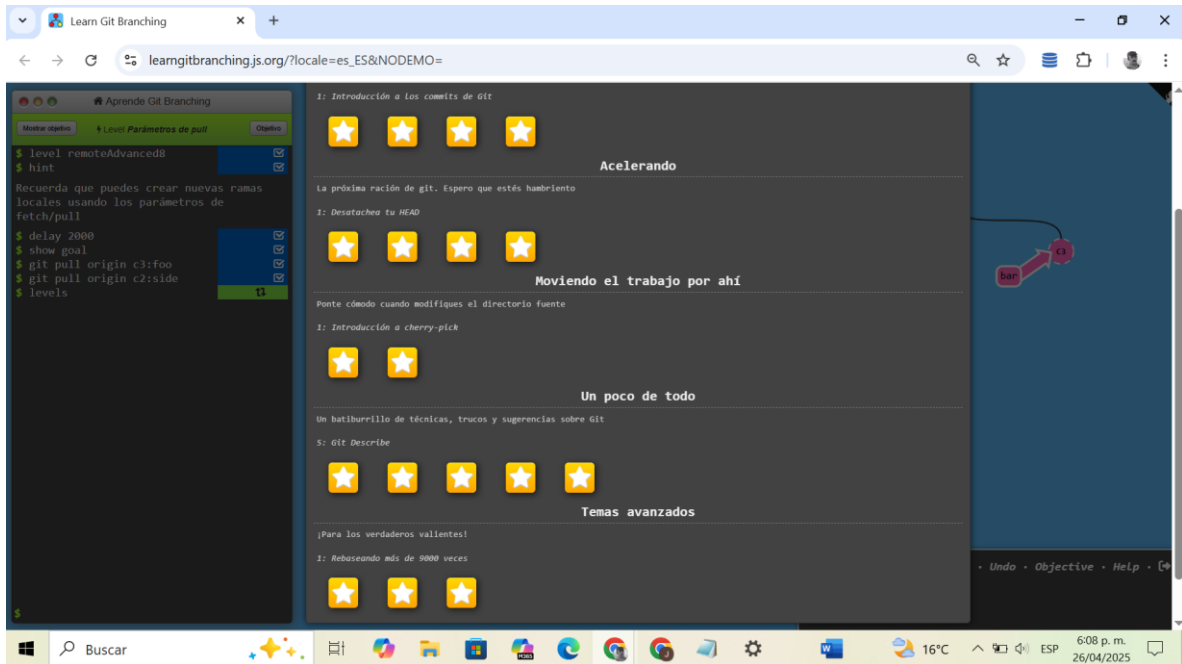 Learn Git Branching
learngitbranching.js.org/?locale=es_ES&NODEMO=
Aprende Git Branching
Mostrar objetivo
Level Parámetros de pull
Objetivo
$ level remoteAdvanced8
$ hint
Recuerda que puedes crear nuevas ramas
locales usando los parámetros de
fetch/pull
$ delay 2000
$ show goal
$ git pull origin c3:foo
$ git pull origin c2:side
$ levels
$
1: Introducción a los commits de Git
Acelerando
La próxima ración de git. Espero que estés hambriento
1: Desatachea tu HEAD
Moviendo el trabajo por ahí
Ponte cómodo cuando modifiques el directorio fuente
1: Introducción a cherry-pick
Un poco de todo
Un batiburrillo de técnicas, trucos y sugerencias sobre Git
5: Git Describe
Temas avanzados
¡Para los verdaderos valientes!
1: Rebaseando más de 9000 veces
c3
bar
· Undo · Objective · Help ·
Buscar
M365
16°C
ESP
6:08 p. m.
26/04/2025